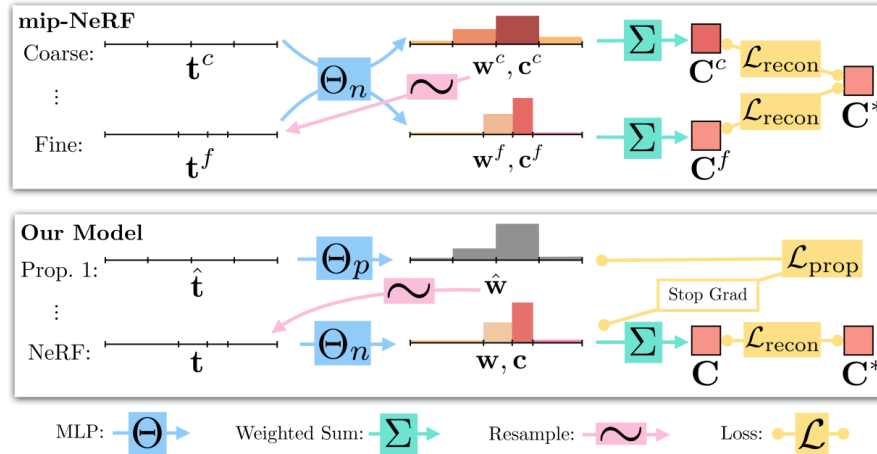 mip-NeRF
Coarse:
t^c
Θ_n
w^c, c^c
∼
Σ
C^c
L_recon
C*
⋮
Fine:
t^f
w^f, c^f
Σ
C^f
L_recon
Our Model
Prop. 1:
t̂
Θ_p
ŵ
∼
L_prop
Stop Grad
⋮
NeRF:
t
Θ_n
w, c
Σ
C
L_recon
C*
MLP: Θ Weighted Sum: Σ Resample: ∼ Loss: L